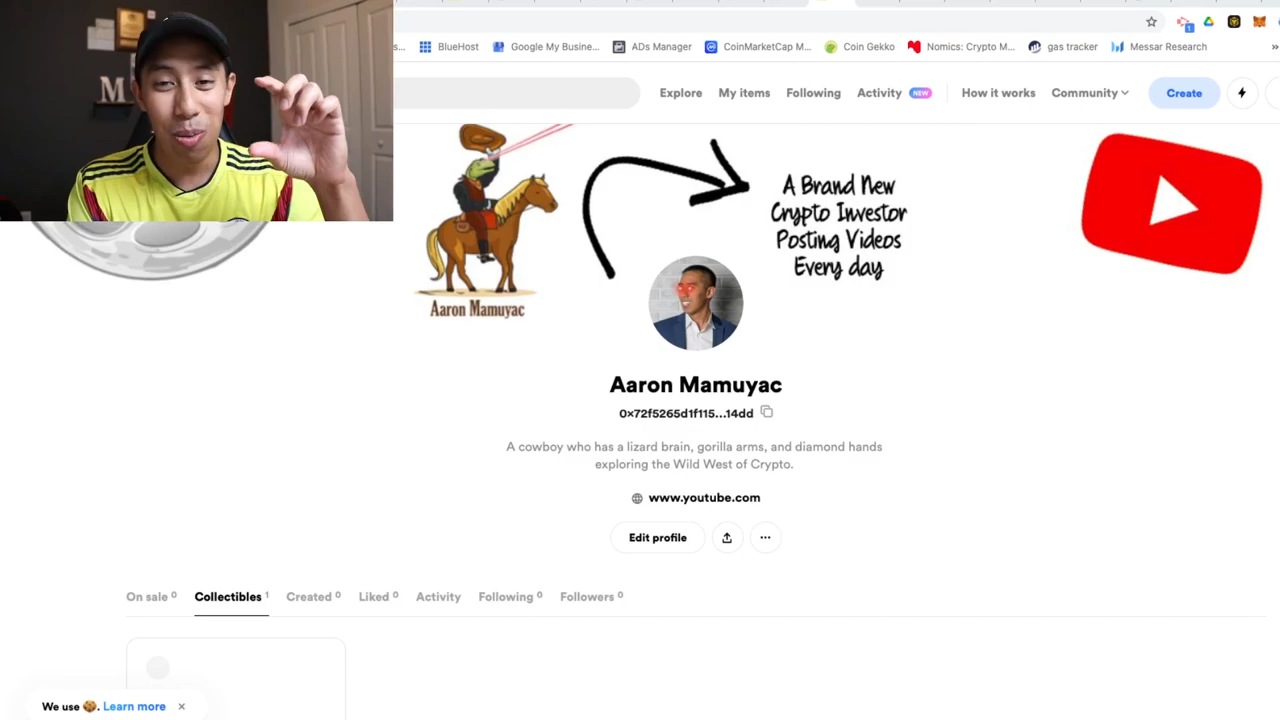 M
s...
BlueHost
Google My Busine...
ADs Manager
CoinMarketCap M...
Coin Gekko
Nomics: Crypto M...
gas tracker
Messar Research
»
1
Explore
My items
Following
Activity NEW
How it works
Community
Create
A Brand New
Crypto Investor
Posting Videos
Every day
Aaron Mamuyac
Aaron Mamuyac
0x72f5265d1f115...14dd
A cowboy who has a lizard brain, gorilla arms, and diamond hands
exploring the Wild West of Crypto.
www.youtube.com
Edit profile
On sale 0
Collectibles 1
Created 0
Liked 0
Activity
Following 0
Followers 0
We use 🍪. Learn more ×